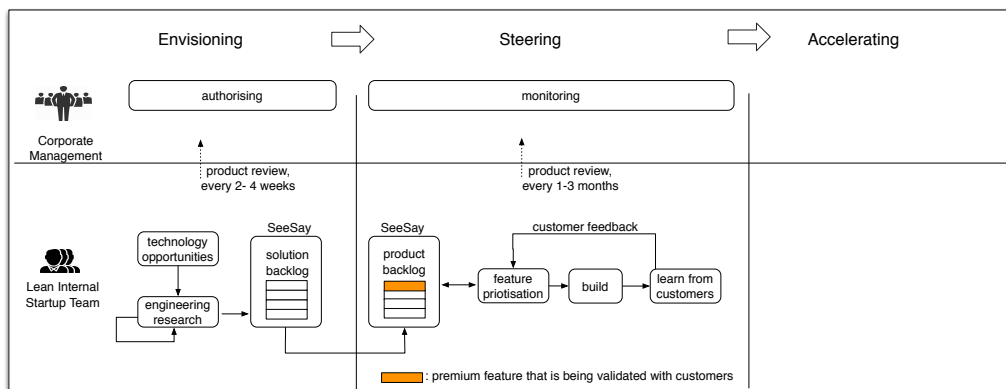 Envisioning
Steering
Accelerating
authorising
monitoring
Corporate
Management
product review,
every 2- 4 weeks
product review,
every 1-3 months
SeeSay
SeeSay
customer feedback
technology
opportunities
solution
backlog
product
backlog
feature
priotisation
build
learn from
customers
Lean Internal
Startup Team
engineering
research
: premium feature that is being validated with customers